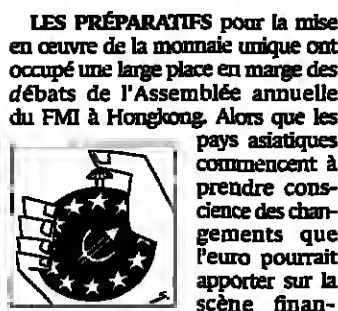 LES PRÉPARATIFS pour la mise
en œuvre de la monnaie unique ont
occupé une large place en marge des
débats de l'Assemblée annuelle
du FMI à Hongkong. Alors que les
pays asiatiques
commencent à
prendre cons-
cience des chan-
gements que
l'euro pourrait
apporter sur la
scène finan-
S.